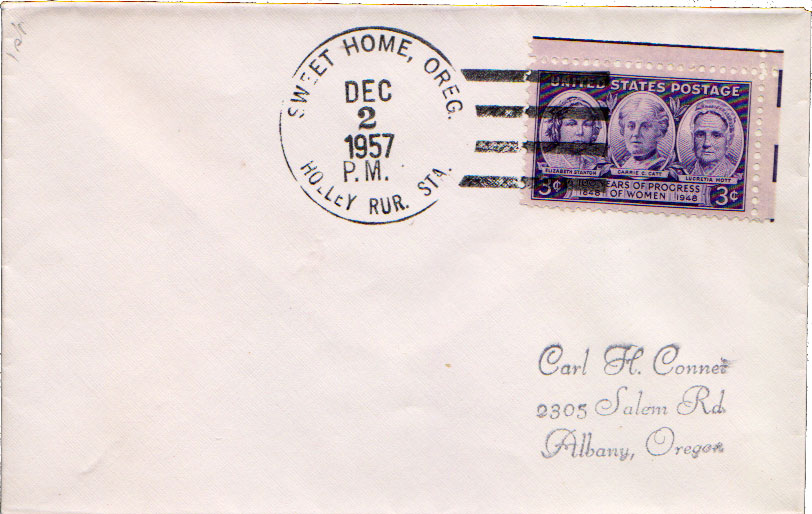 1st
SWEET HOME, OREG.
DEC
2
1957
P.M.
HOLLEY RUR. STA.
UNITED STATES POSTAGE
ELIZABETH STANTON
CARRIE C. CATT
LUCRETIA MOTT
3¢ 100 YEARS OF PROGRESS 3¢
1848 OF WOMEN 1948
Carl H. Conner
2305 Salem Rd
Albany, Oregon